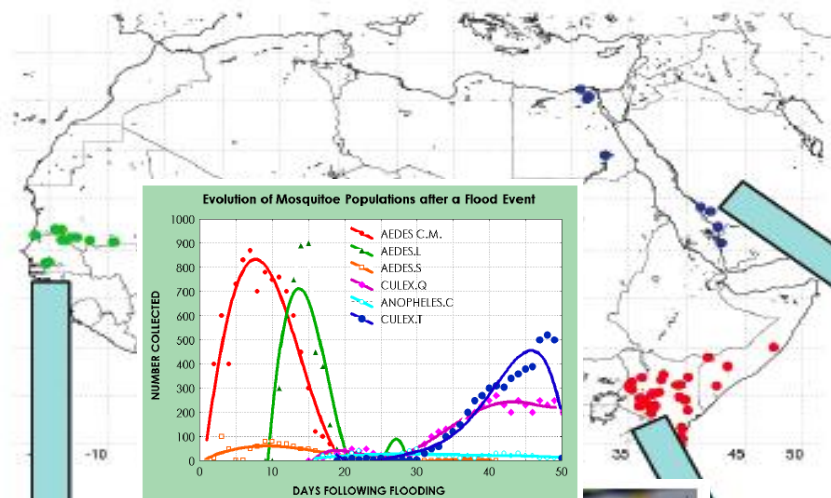 Evolution of Mosquitoe Populations after a Flood Event
1000
900
800
700
600
500
400
300
200
100
0
NUMBER COLLECTED
AEDES C.M.
AEDES.L
AEDES.S
CULEX.Q
ANOPHELES.C
CULEX.T
0 10 20 30 40 50
DAYS FOLLOWING FLOODING
-10 35 45 50